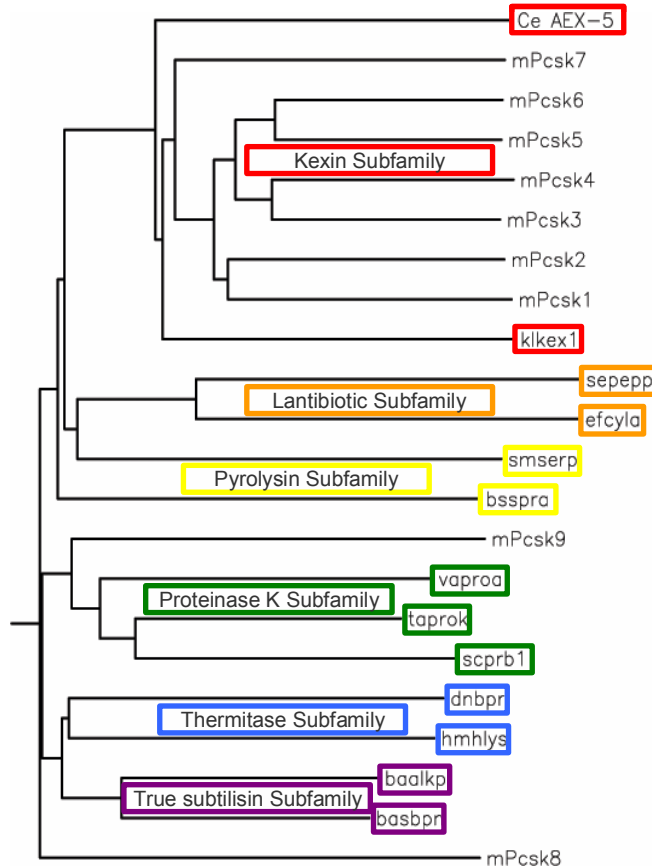 Ce AEX-5
mPcsk7
mPcsk6
mPcsk5
Kexin Subfamily
mPcsk4
mPcsk3
mPcsk2
mPcsk1
klkex1
sepepp
Lantibiotic Subfamily
efcyla
smserp
Pyrolysin Subfamily
bsspra
mPcsk9
vaproa
Proteinase K Subfamily
taprok
scprb1
dnbpr
Thermitase Subfamily
hmhlys
baalkp
True subtilisin Subfamily
basbpn
mPcsk8